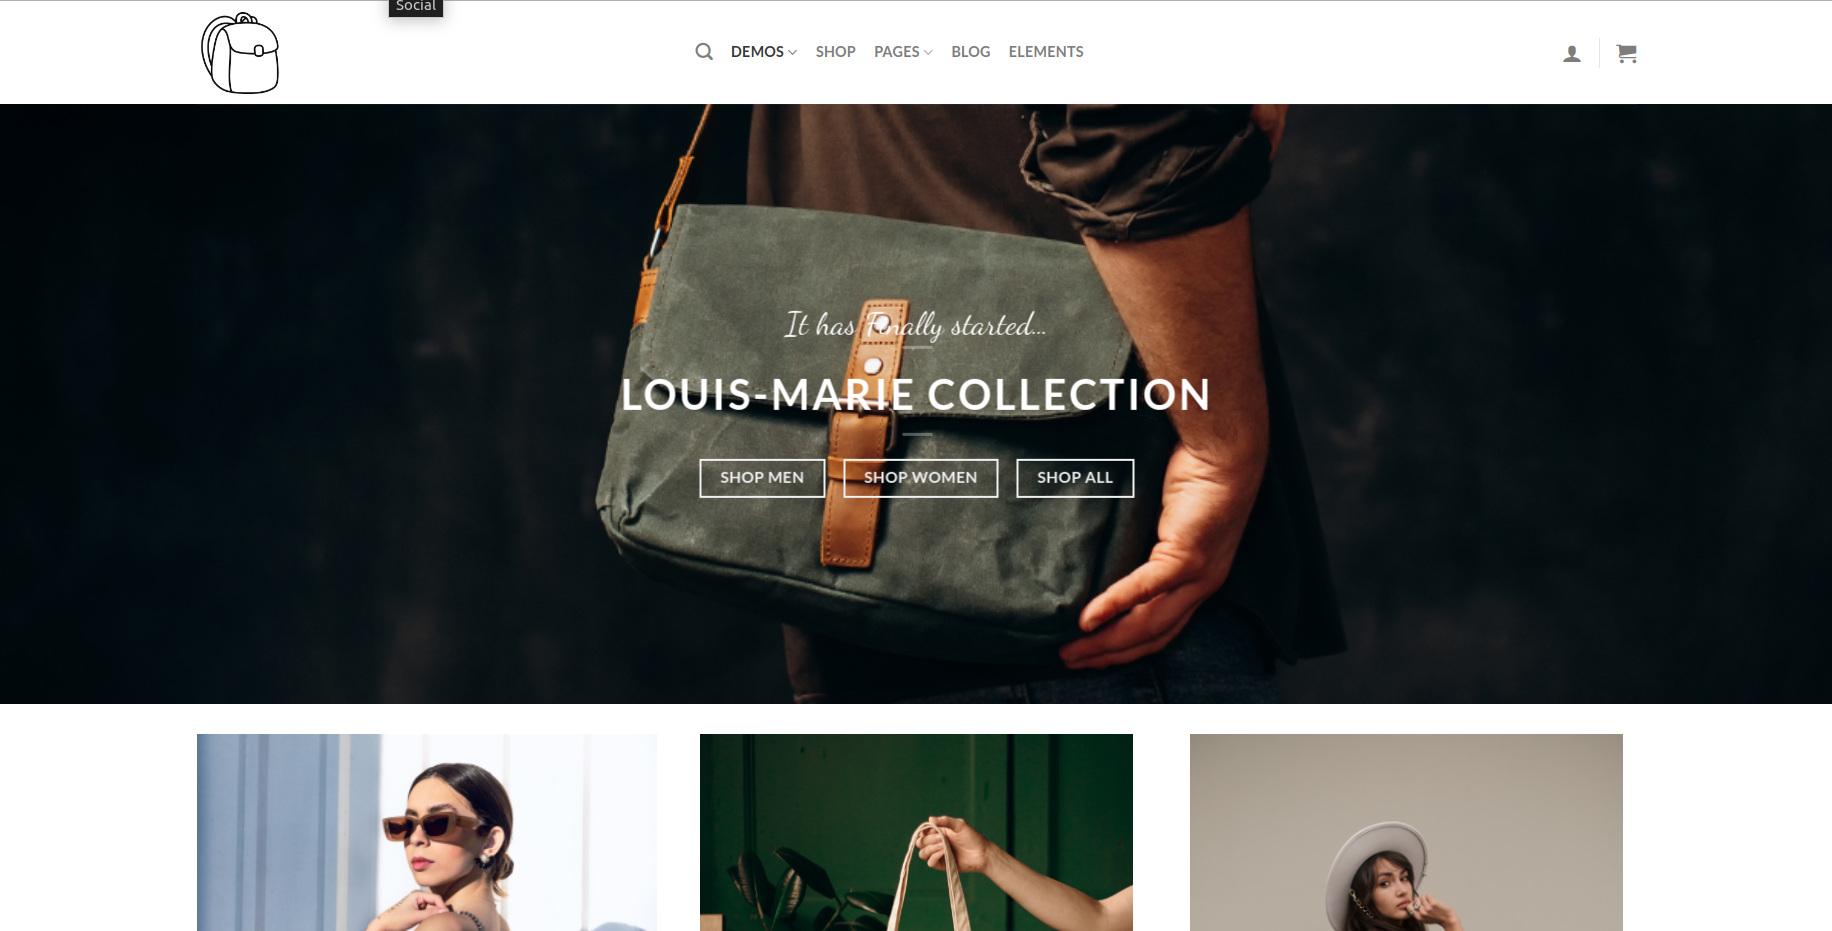 Social
DEMOS SHOP PAGES BLOG ELEMENTS
It has Finally started...
LOUIS-MARIE COLLECTION
SHOP MEN SHOP WOMEN SHOP ALL